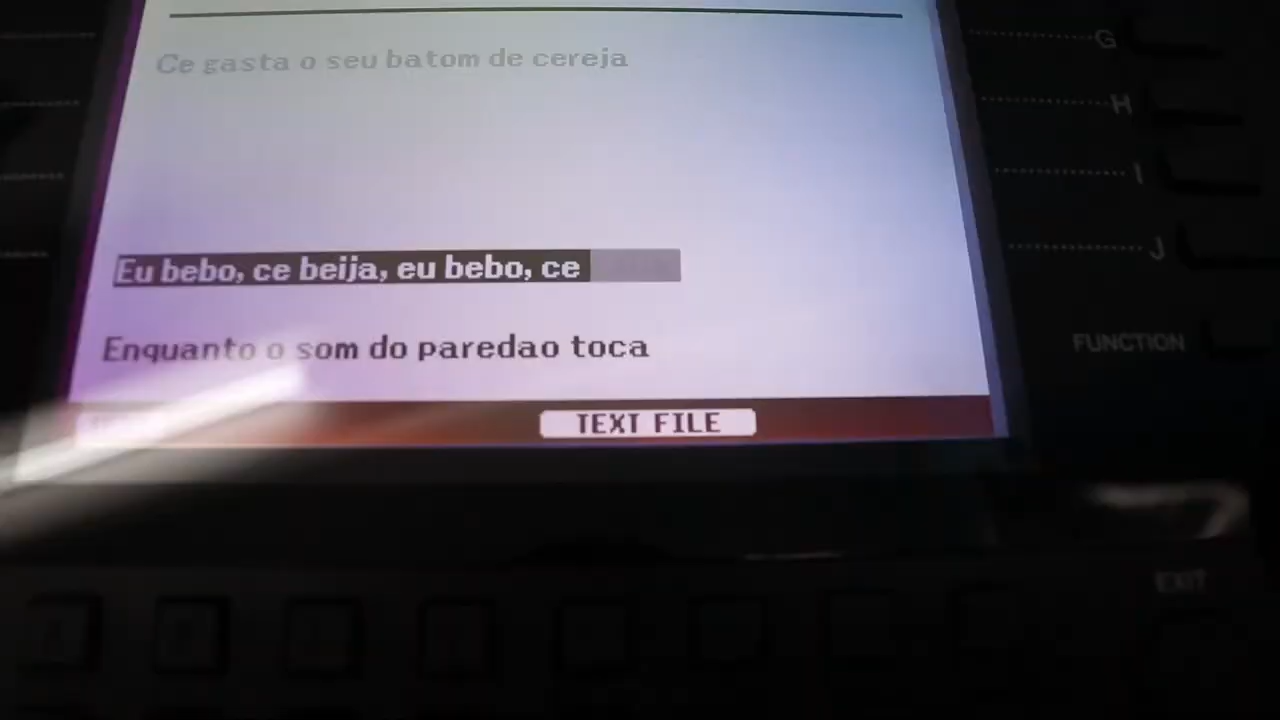 Ce gasta o seu batom de cereja
Eu bebo, ce beija, eu bebo, ce
Enquanto o som do paredao toca
TEXT FILE
G
H
I
J
FUNCTION
EXIT